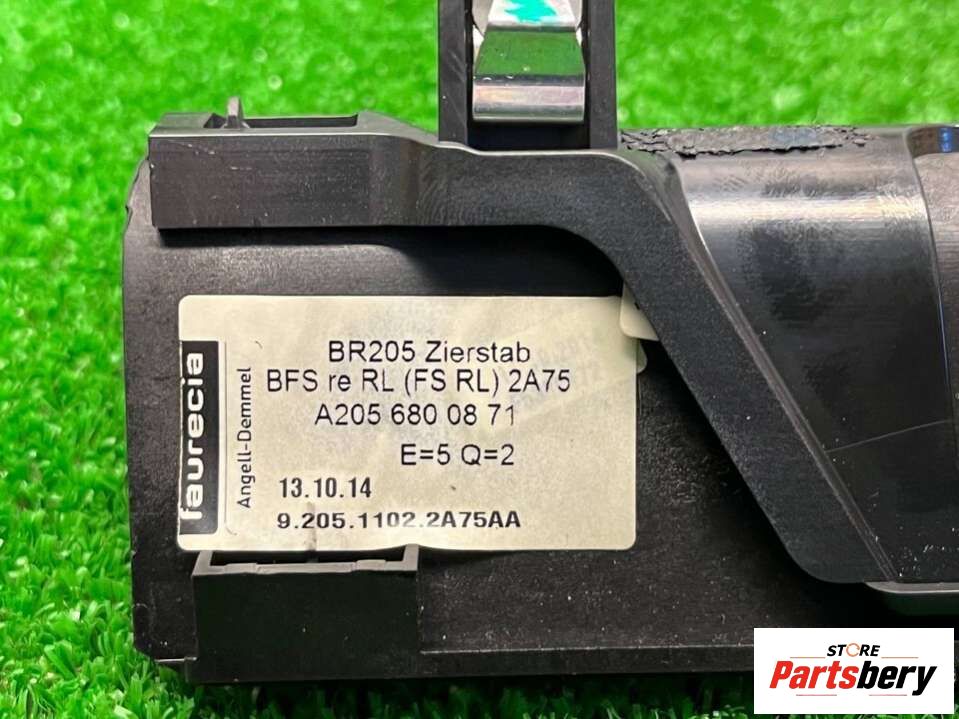 BR205 Zierstab
BFS re RL (FS RL) 2A75
A205 680 08 71
E=5 Q=2
13.10.14
9.205.1102.2A75AA
faurecia
Angell-Demmel
STORE
Partsbery